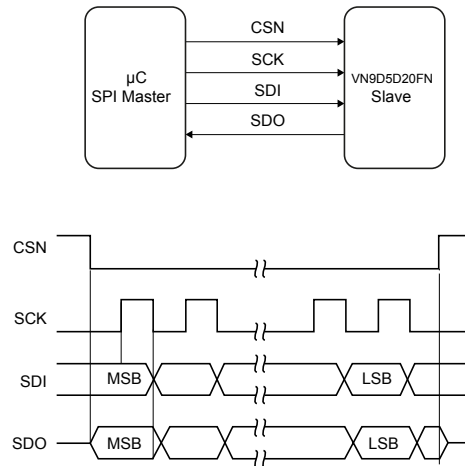 CSN
SCK
SDI
SDO
µC
SPI Master
VN9D5D20FN
Slave
CSN
SCK
SDI
MSB
LSB
SDO
MSB
LSB